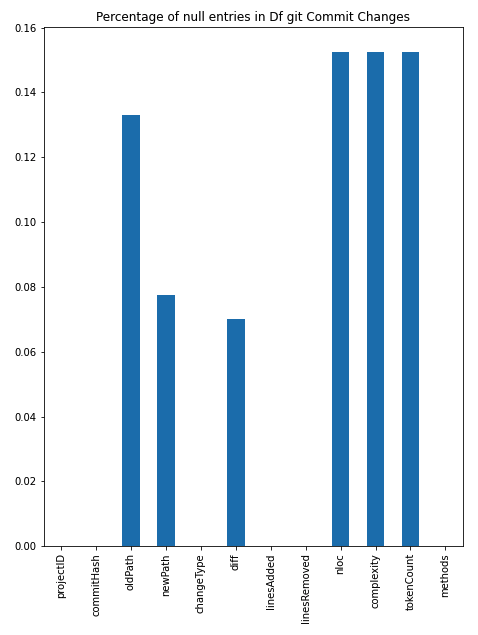 Percentage of null entries in Df git Commit Changes
0.16
0.14
0.12
0.10
0.08
0.06
0.04
0.02
0.00
projectID
commitHash
oldPath
newPath
changeType
diff
linesAdded
linesRemoved
nloc
complexity
tokenCount
methods